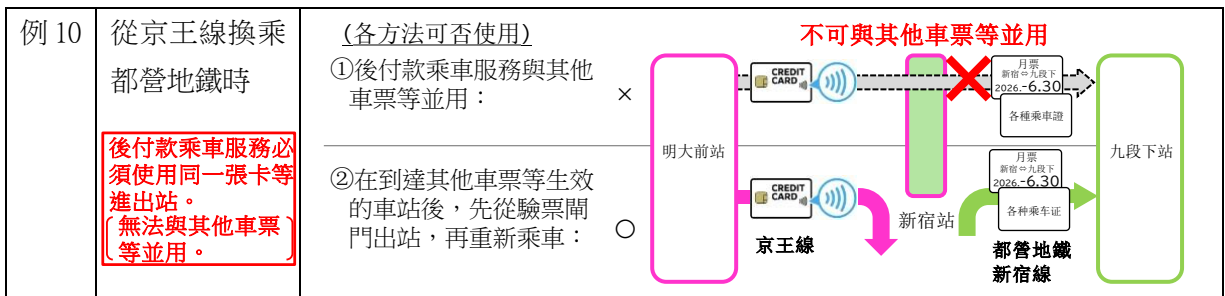 例 10
從京王線換乘
都營地鐵時
後付款乘車服務必
須使用同一張卡等
進出站。
無法與其他車票
等並用。
(各方法可否使用)
①後付款乘車服務與其他
車票等並用： ×
②在到達其他車票等生效
的車站後，先從驗票閘
門出站，再重新乘車： ○
不可與其他車票等並用
明大前站
CREDIT
CARD
月票
新宿⇔九段下
2026.-6.30
各種乘車證
九段下站
CREDIT
CARD
京王線
新宿站
月票
新宿⇔九段下
2026.-6.30
各种乘车证
都營地鐵
新宿線